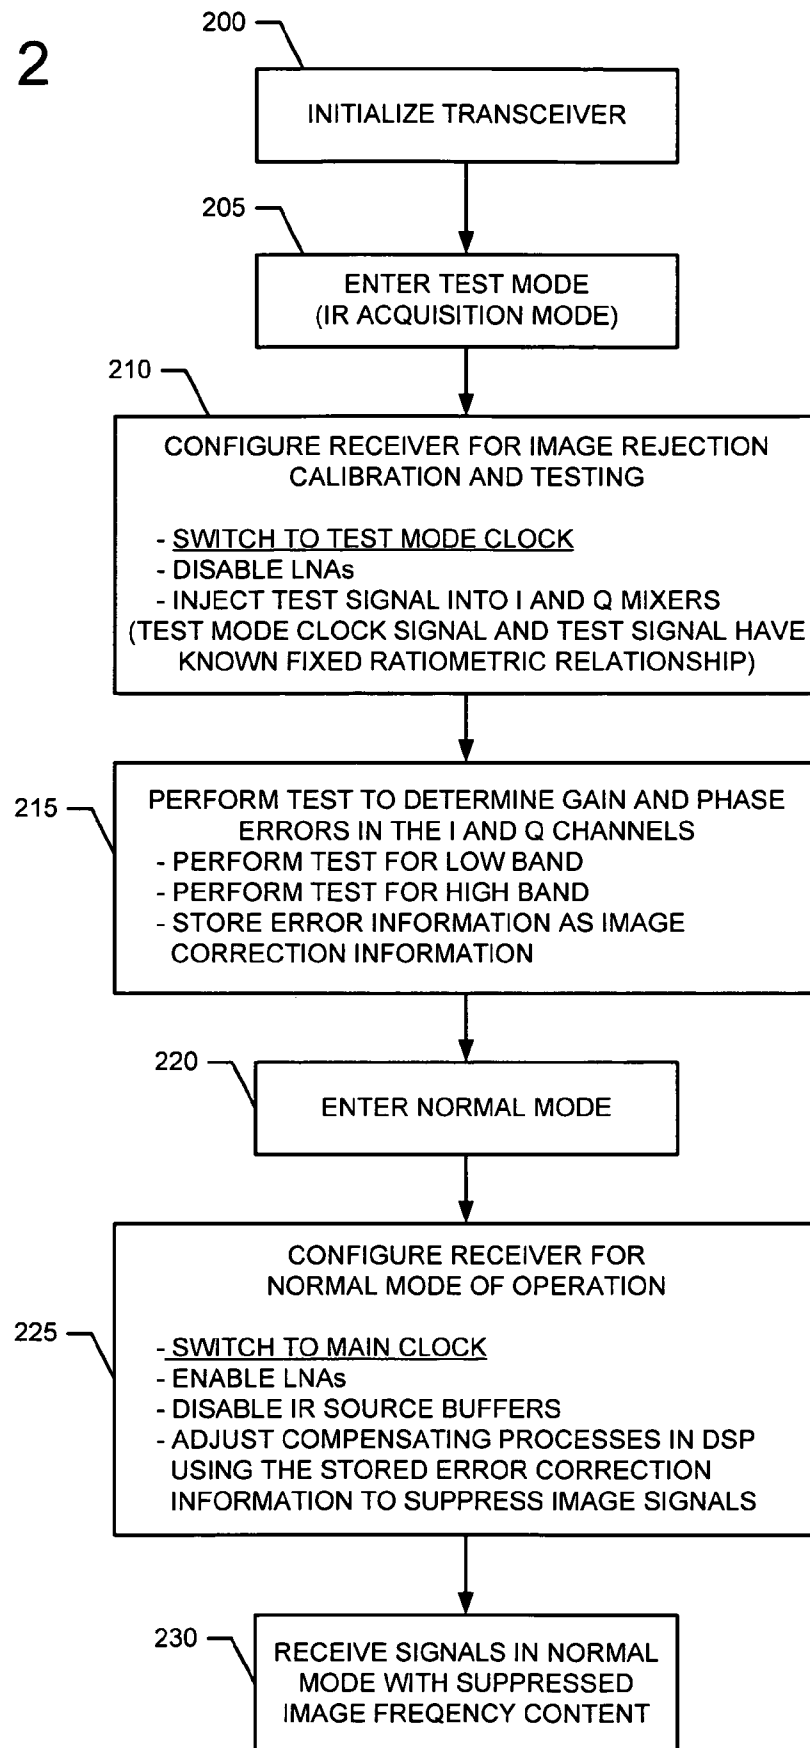 2
200
INITIALIZE TRANSCEIVER
205
ENTER TEST MODE
(IR ACQUISITION MODE)
210
CONFIGURE RECEIVER FOR IMAGE REJECTION
CALIBRATION AND TESTING
- SWITCH TO TEST MODE CLOCK
- DISABLE LNAs
- INJECT TEST SIGNAL INTO I AND Q MIXERS
(TEST MODE CLOCK SIGNAL AND TEST SIGNAL HAVE
KNOWN FIXED RATIOMETRIC RELATIONSHIP)
215
PERFORM TEST TO DETERMINE GAIN AND PHASE
ERRORS IN THE I AND Q CHANNELS
- PERFORM TEST FOR LOW BAND
- PERFORM TEST FOR HIGH BAND
- STORE ERROR INFORMATION AS IMAGE
CORRECTION INFORMATION
220
ENTER NORMAL MODE
225
CONFIGURE RECEIVER FOR
NORMAL MODE OF OPERATION
- SWITCH TO MAIN CLOCK
- ENABLE LNAs
- DISABLE IR SOURCE BUFFERS
- ADJUST COMPENSATING PROCESSES IN DSP
USING THE STORED ERROR CORRECTION
INFORMATION TO SUPPRESS IMAGE SIGNALS
230
RECEIVE SIGNALS IN NORMAL
MODE WITH SUPPRESSED
IMAGE FREQENCY CONTENT